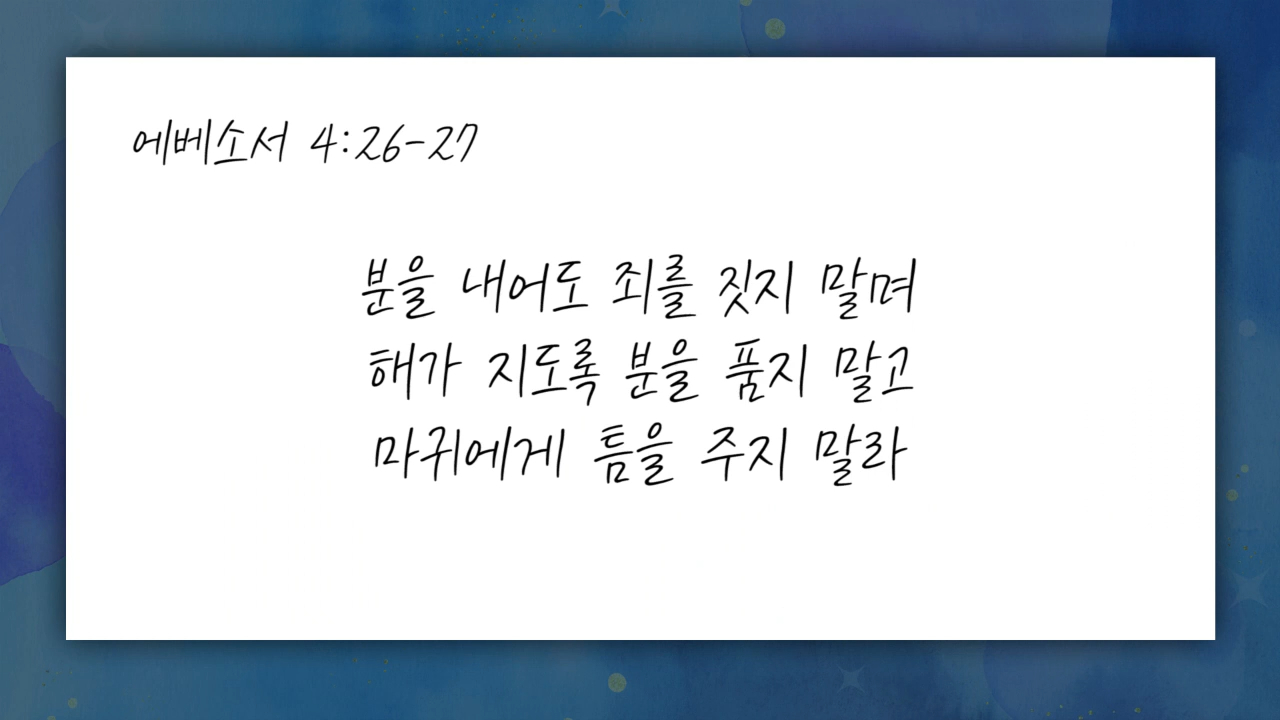 에베소서 4:26-27
분을 내어도 죄를 짓지 말며
해가 지도록 분을 품지 말고
마귀에게 틈을 주지 말라